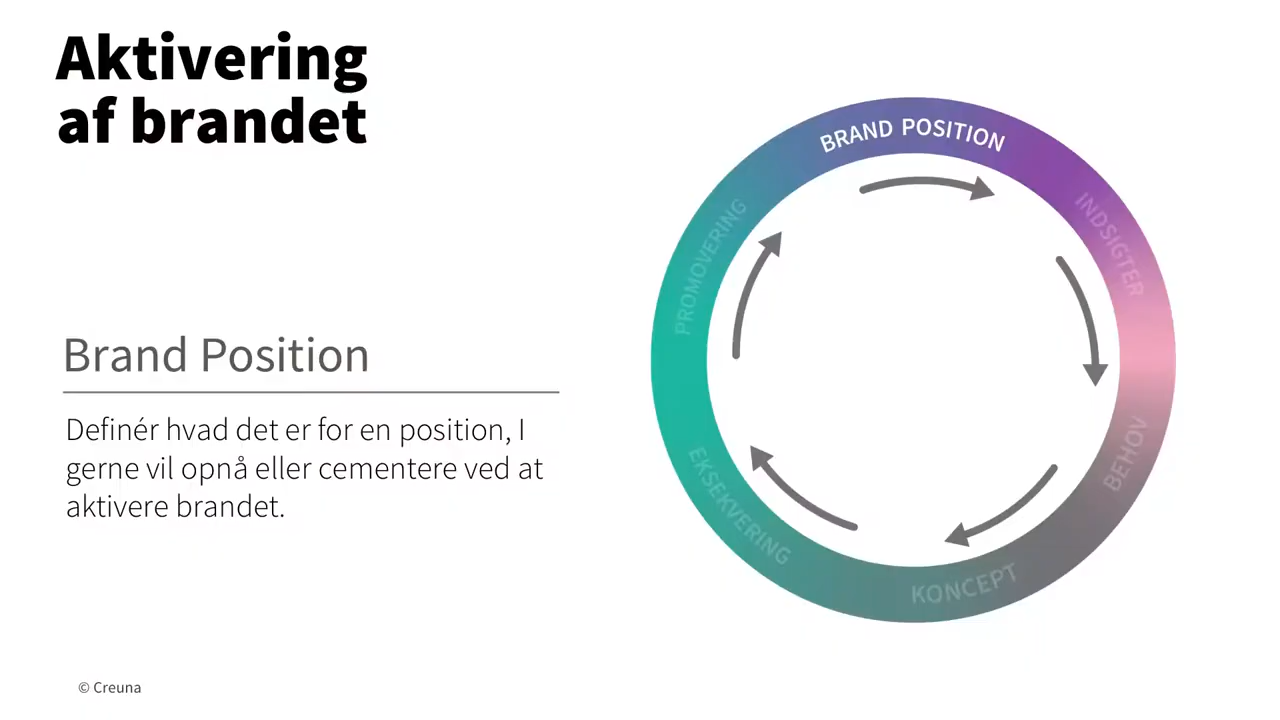 Aktivering
af brandet
BRAND POSITION
INDSIGTER
BEHOV
KONCEPT
EKSEKVERING
PROMOVERING
Brand Position
Definér hvad det er for en position, I
gerne vil opnå eller cementere ved at
aktivere brandet.
© Creuna